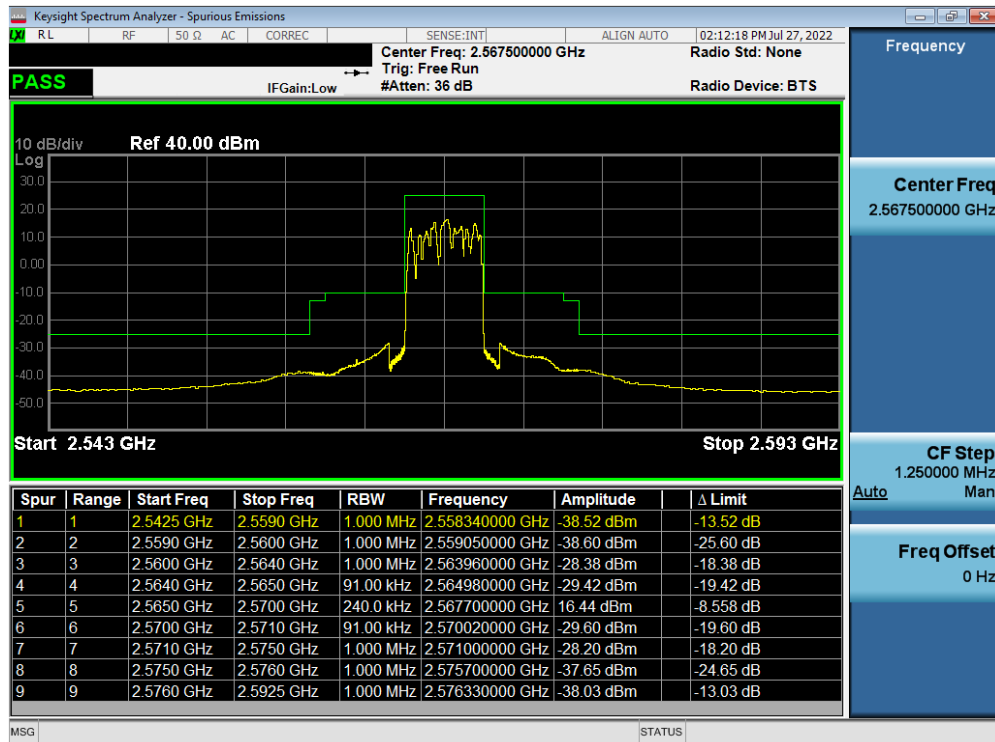 Keysight Spectrum Analyzer - Spurious Emissions
LXI RL RF 50 Ω AC CORREC SENSE:INT ALIGN AUTO 02:12:18 PM Jul 27, 2022
Center Freq: 2.567500000 GHz Radio Std: None
Trig: Free Run
PASS IFGain:Low #Atten: 36 dB Radio Device: BTS
Frequency
10 dB/div Ref 40.00 dBm
Log
30.0
20.0
10.0
0.00
-10.0
-20.0
-30.0
-40.0
-50.0
Start 2.543 GHz Stop 2.593 GHz
Center Freq
2.567500000 GHz
CF Step
1.250000 MHz
Auto Man
Freq Offset
0 Hz
Spur Range Start Freq Stop Freq RBW Frequency Amplitude Δ Limit
1 1 2.5425 GHz 2.5590 GHz 1.000 MHz 2.558340000 GHz -38.52 dBm -13.52 dB
2 2 2.5590 GHz 2.5600 GHz 1.000 MHz 2.559050000 GHz -38.60 dBm -25.60 dB
3 3 2.5600 GHz 2.5640 GHz 1.000 MHz 2.563960000 GHz -28.38 dBm -18.38 dB
4 4 2.5640 GHz 2.5650 GHz 91.00 kHz 2.564980000 GHz -29.42 dBm -19.42 dB
5 5 2.5650 GHz 2.5700 GHz 240.0 kHz 2.567700000 GHz 16.44 dBm -8.558 dB
6 6 2.5700 GHz 2.5710 GHz 91.00 kHz 2.570020000 GHz -29.60 dBm -19.60 dB
7 7 2.5710 GHz 2.5750 GHz 1.000 MHz 2.571000000 GHz -28.20 dBm -18.20 dB
8 8 2.5750 GHz 2.5760 GHz 1.000 MHz 2.575700000 GHz -37.65 dBm -24.65 dB
9 9 2.5760 GHz 2.5925 GHz 1.000 MHz 2.576330000 GHz -38.03 dBm -13.03 dB
MSG STATUS